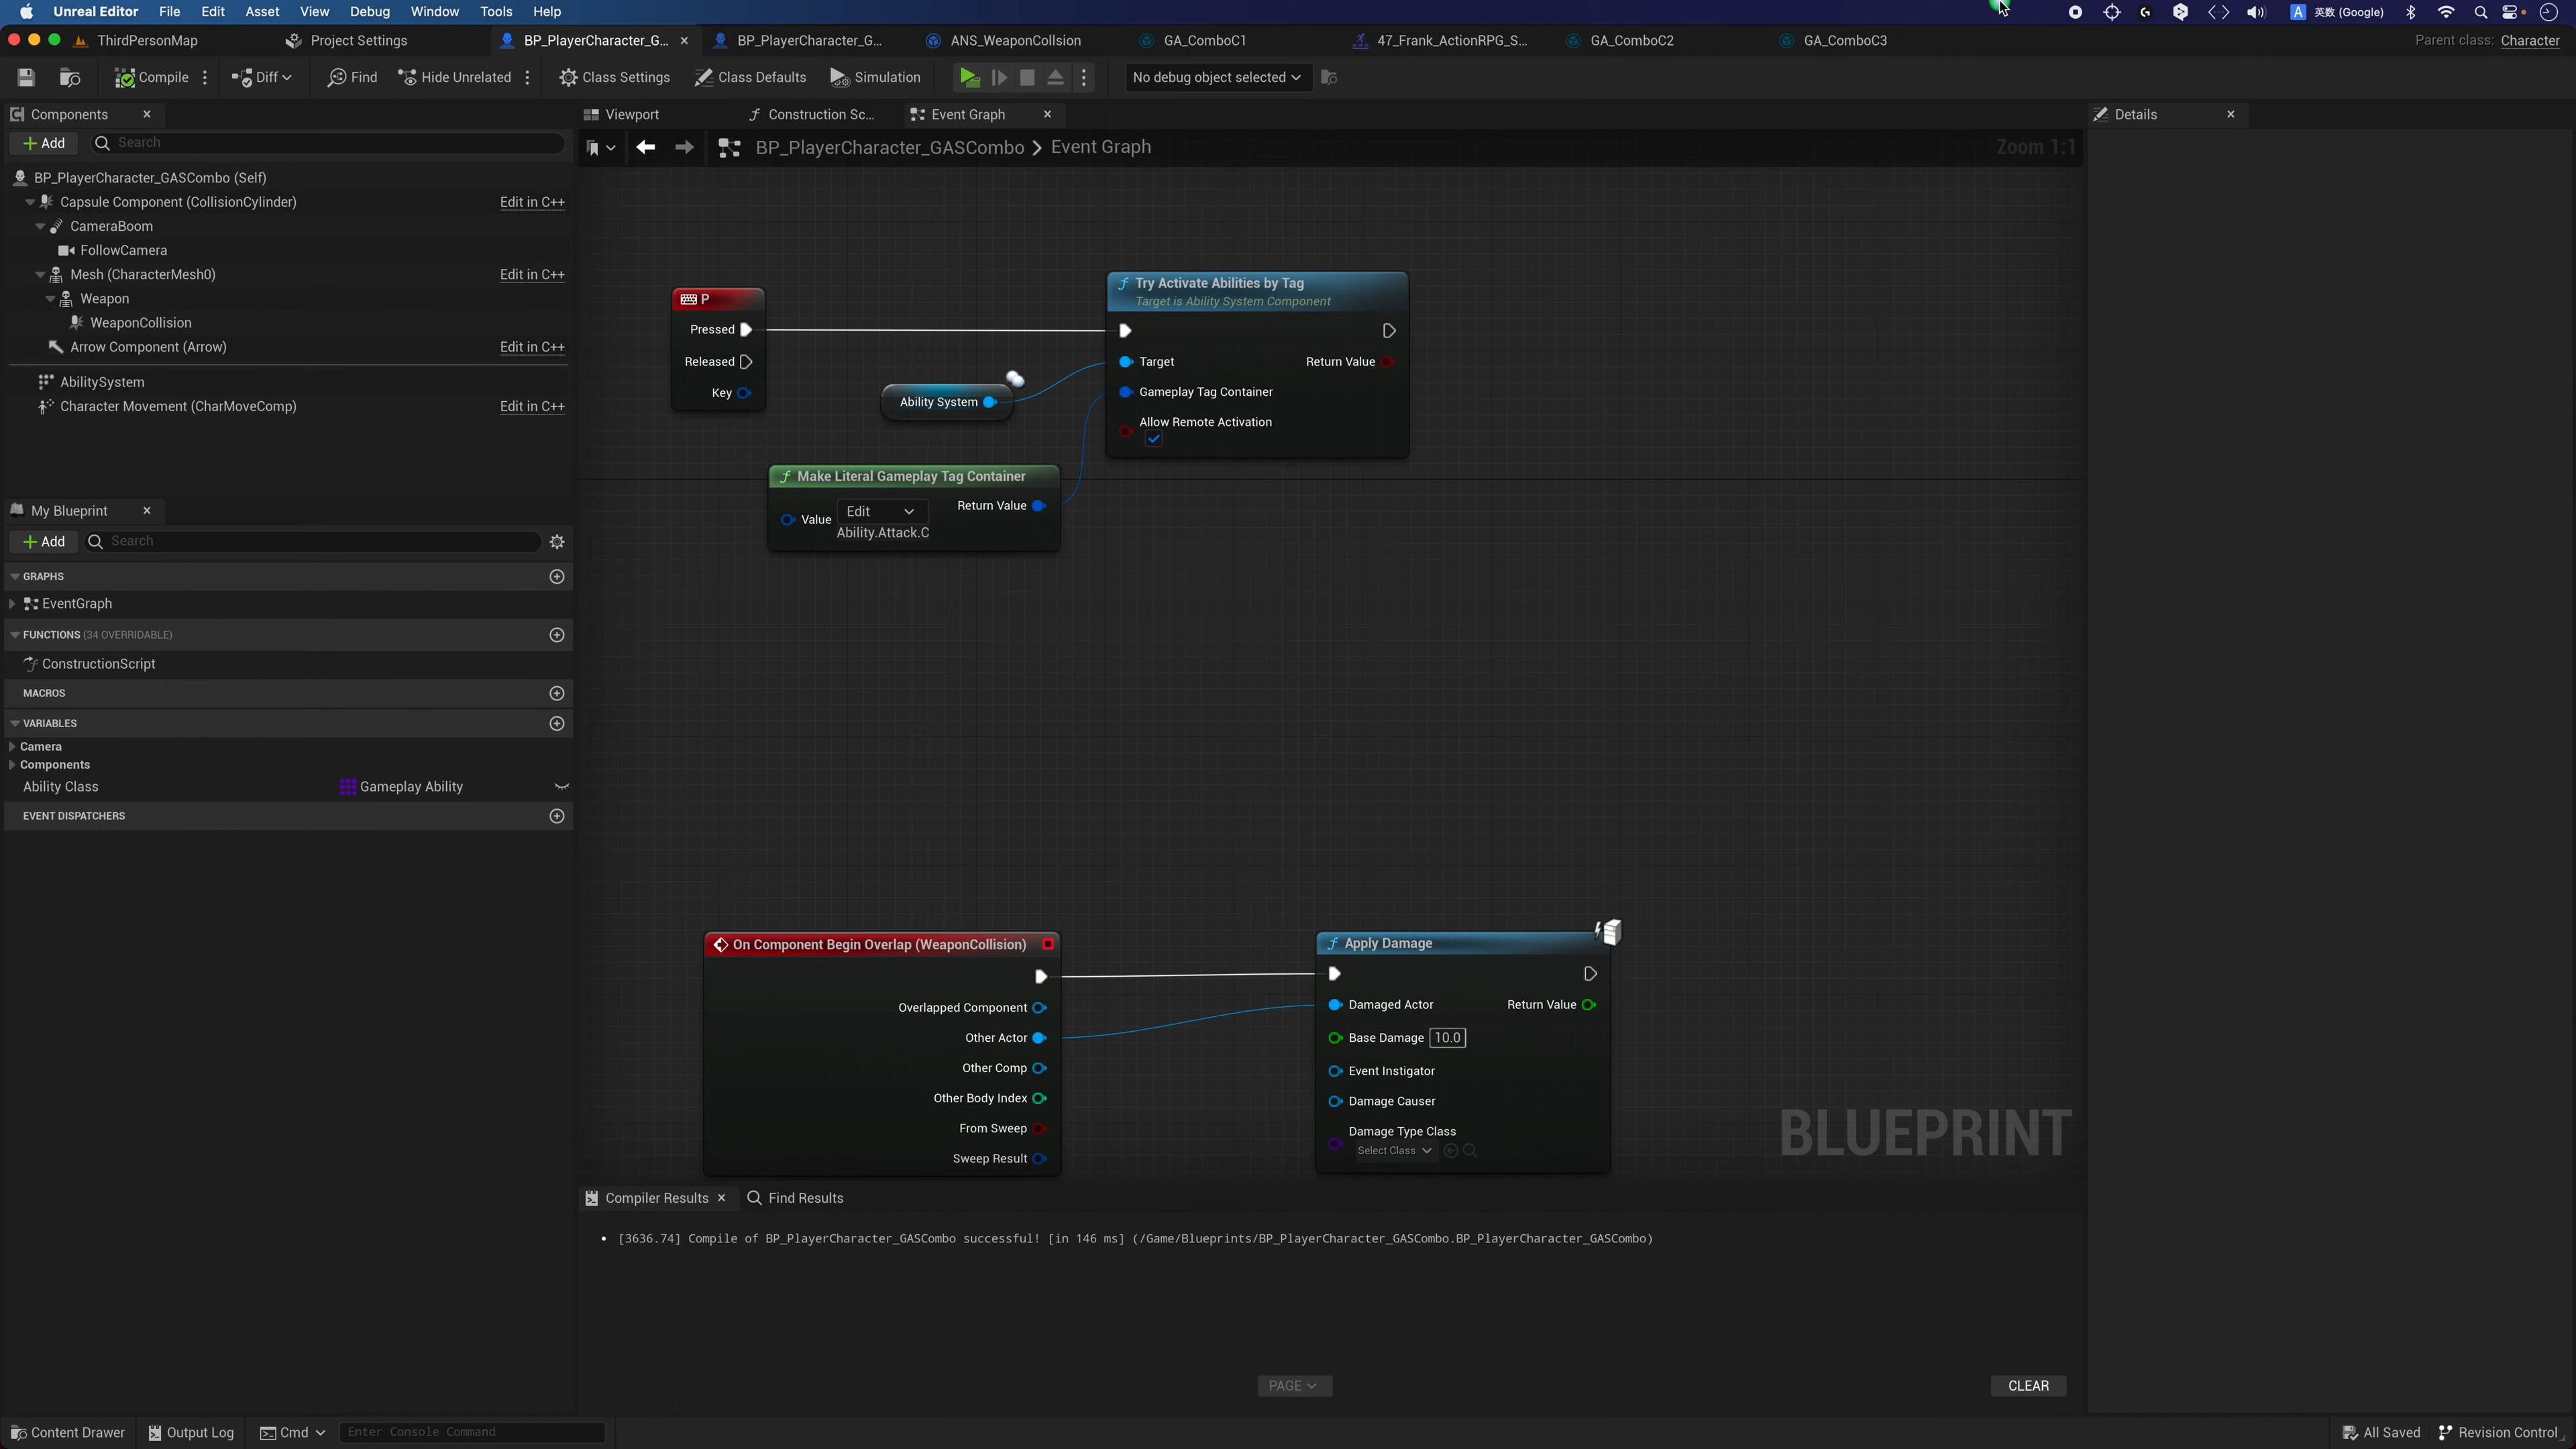 Unreal Editor File Edit Asset View Debug Window Tools Help A 英数 (Google)
ThirdPersonMap Project Settings BP_PlayerCharacter_G... BP_PlayerCharacter_G... ANS_WeaponCollsion GA_ComboC1 47_Frank_ActionRPG_S... GA_ComboC2 GA_ComboC3 Parent class: Character
Compile Diff Find Hide Unrelated Class Settings Class Defaults Simulation No debug object selected
Components
Add Search
BP_PlayerCharacter_GASCombo (Self)
Capsule Component (CollisionCylinder) Edit in C++
CameraBoom
FollowCamera
Mesh (CharacterMesh0) Edit in C++
Weapon
WeaponCollision
Arrow Component (Arrow) Edit in C++
AbilitySystem
Character Movement (CharMoveComp) Edit in C++
My Blueprint
Add Search
GRAPHS
EventGraph
FUNCTIONS (34 OVERRIDABLE)
ConstructionScript
MACROS
VARIABLES
Camera
Components
Ability Class Gameplay Ability
EVENT DISPATCHERS
Viewport Construction Sc... Event Graph
BP_PlayerCharacter_GASCombo > Event Graph Zoom 1:1
P
Pressed
Released
Key
Ability System
Try Activate Abilities by Tag
Target is Ability System Component
Target Return Value
Gameplay Tag Container
Allow Remote Activation
Make Literal Gameplay Tag Container
Value Edit Return Value
Ability.Attack.C
On Component Begin Overlap (WeaponCollision)
Overlapped Component
Other Actor
Other Comp
Other Body Index
From Sweep
Sweep Result
Apply Damage
Damaged Actor Return Value
Base Damage 10.0
Event Instigator
Damage Causer
Damage Type Class
Select Class
BLUEPRINT
Compiler Results Find Results
[3636.74] Compile of BP_PlayerCharacter_GASCombo successful! [in 146 ms] (/Game/Blueprints/BP_PlayerCharacter_GASCombo.BP_PlayerCharacter_GASCombo)
PAGE CLEAR
Details
Content Drawer Output Log Cmd Enter Console Command All Saved Revision Control